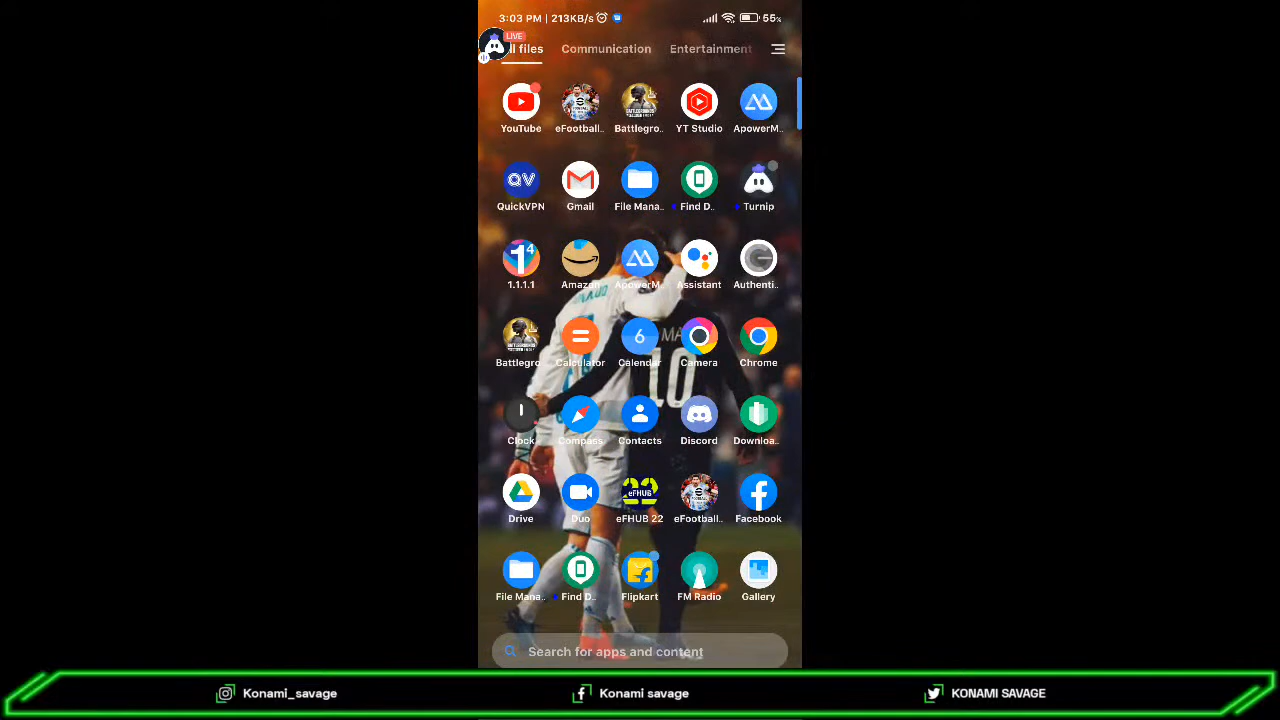 3:03 PM | 213KB/s 55%
LIVE
ll files Communication Entertainment
YouTube eFootball.. Battlegro.. YT Studio ApowerM..
QuickVPN Gmail File Mana.. Find D.. Turnip
1.1.1.1 Amazon ApowerM.. Assistant Authenti..
Battlegro.. Calculator Calendar Camera Chrome
Clock Compass Contacts Discord Downloa..
Drive Duo eFHUB 22 eFootball.. Facebook
File Mana.. Find D.. Flipkart FM Radio Gallery
Search for apps and content
Konami_savage Konami savage KONAMI SAVAGE